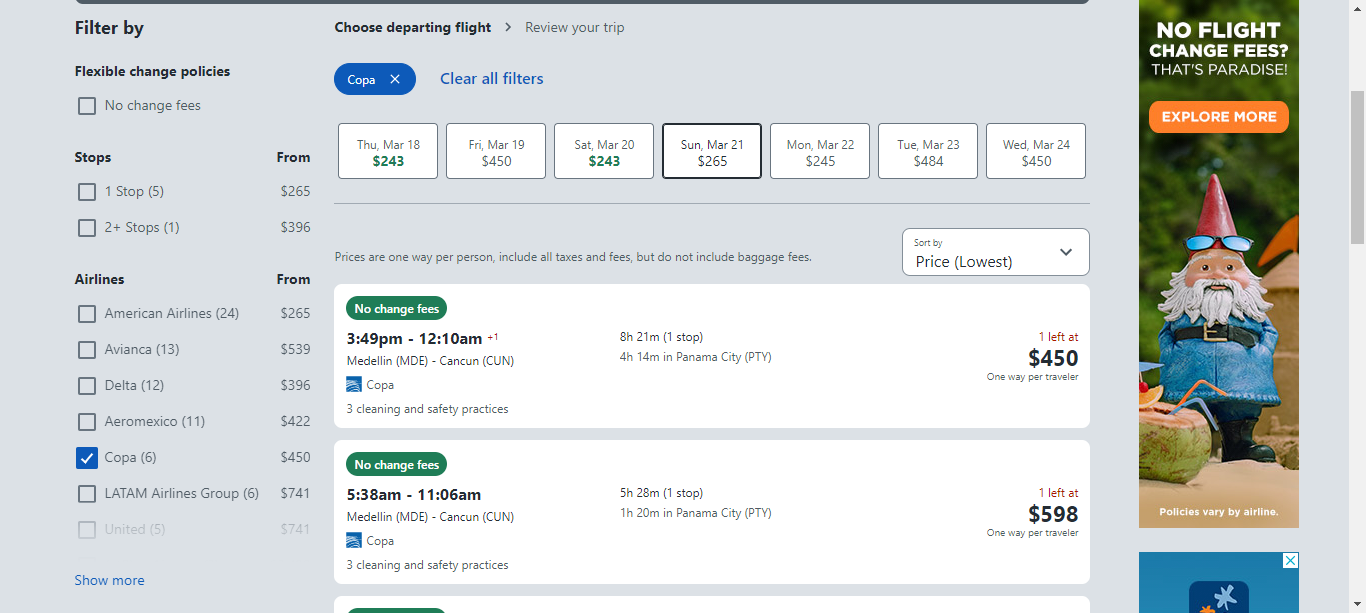 Filter by
Flexible change policies
No change fees
Stops From
1 Stop (5) $265
2+ Stops (1) $396
Airlines From
American Airlines (24) $265
Avianca (13) $539
Delta (12) $396
Aeromexico (11) $422
Copa (6) $450
LATAM Airlines Group (6) $741
United (5) $741
Show more
Choose departing flight > Review your trip
Copa ✕ Clear all filters
Thu, Mar 18
$243
Fri, Mar 19
$450
Sat, Mar 20
$243
Sun, Mar 21
$265
Mon, Mar 22
$245
Tue, Mar 23
$484
Wed, Mar 24
$450
Prices are one way per person, include all taxes and fees, but do not include baggage fees.
Sort by
Price (Lowest)
No change fees
3:49pm - 12:10am +1
Medellin (MDE) - Cancun (CUN)
Copa
3 cleaning and safety practices
8h 21m (1 stop)
4h 14m in Panama City (PTY)
1 left at
$450
One way per traveler
No change fees
5:38am - 11:06am
Medellin (MDE) - Cancun (CUN)
Copa
3 cleaning and safety practices
5h 28m (1 stop)
1h 20m in Panama City (PTY)
1 left at
$598
One way per traveler
NO FLIGHT
CHANGE FEES?
THAT'S PARADISE!
EXPLORE MORE
Policies vary by airline.